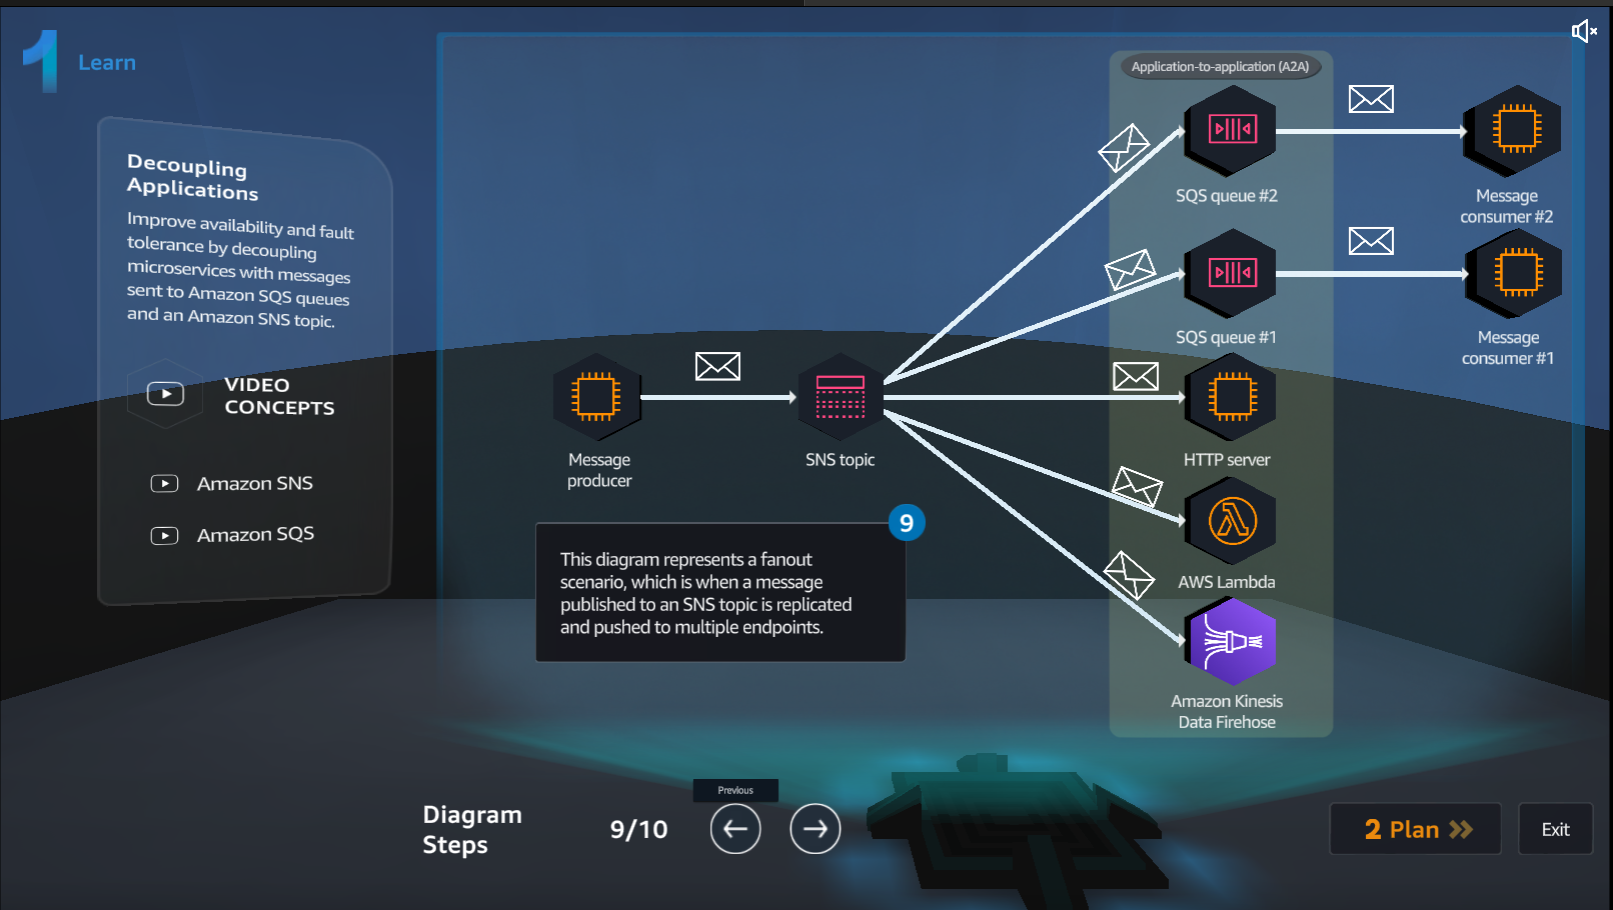 1
Learn
Decoupling
Applications
Improve availability and fault
tolerance by decoupling
microservices with messages
sent to Amazon SQS queues
and an Amazon SNS topic.
VIDEO
CONCEPTS
Amazon SNS
Amazon SQS
Application-to-application (A2A)
SQS queue #2
Message
consumer #2
SQS queue #1
Message
consumer #1
Message
producer
SNS topic
HTTP server
AWS Lambda
Amazon Kinesis
Data Firehose
9
This diagram represents a fanout
scenario, which is when a message
published to an SNS topic is replicated
and pushed to multiple endpoints.
Diagram
Steps
9/10
Previous
2 Plan
Exit